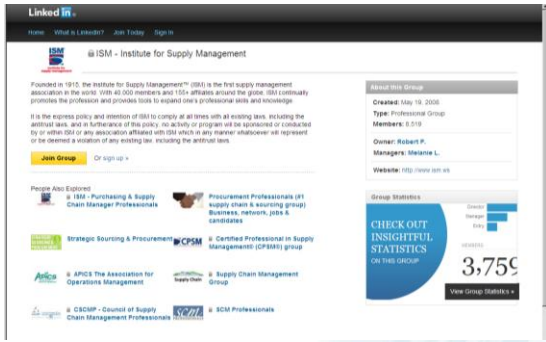 Linked in.
Home What is LinkedIn? Join Today Sign In
ISM
ISM - Institute for Supply Management
Founded in 1915, the Institute for Supply Management™ (ISM) is the first supply management
association in the world. With 40,000 members and 155+ affiliates around the globe. ISM continually
promotes the profession and provides tools to expand one's professional skills and knowledge.
It is the express policy and intention of ISM to comply at all times with all existing laws, including the
antitrust laws, and in furtherance of this policy, no activity or program will be sponsored or conducted
by or within ISM or any association affiliated with ISM which in any manner whatsoever will represent
or be deemed a violation of any existing law, including the antitrust laws.
Join Group Or sign up »
People Also Explored
ISM - Purchasing & Supply
Chain Manager Professionals
Procurement Professionals (#1
supply chain & sourcing group)
Business, network, jobs &
candidates
Strategic Sourcing & Procurement
CPSM
Certified Professional in Supply
Management® (CPSM®) group
Apics
APICS The Association for
Operations Management
Supply Chain
Supply Chain Management
Group
CSCMP - Council of Supply
Chain Management Professionals
SCM
SCM Professionals
About this Group
Created: May 19, 2008
Type: Professional Group
Members: 6,519
Owner: Robert P.
Managers: Melanie L.
Website: http://www.ism.ws
Group Statistics
CHECK OUT
INSIGHTFUL
STATISTICS
ON THIS GROUP
Director
Manager
Entry
MEMBERS
3,759
View Group Statistics »